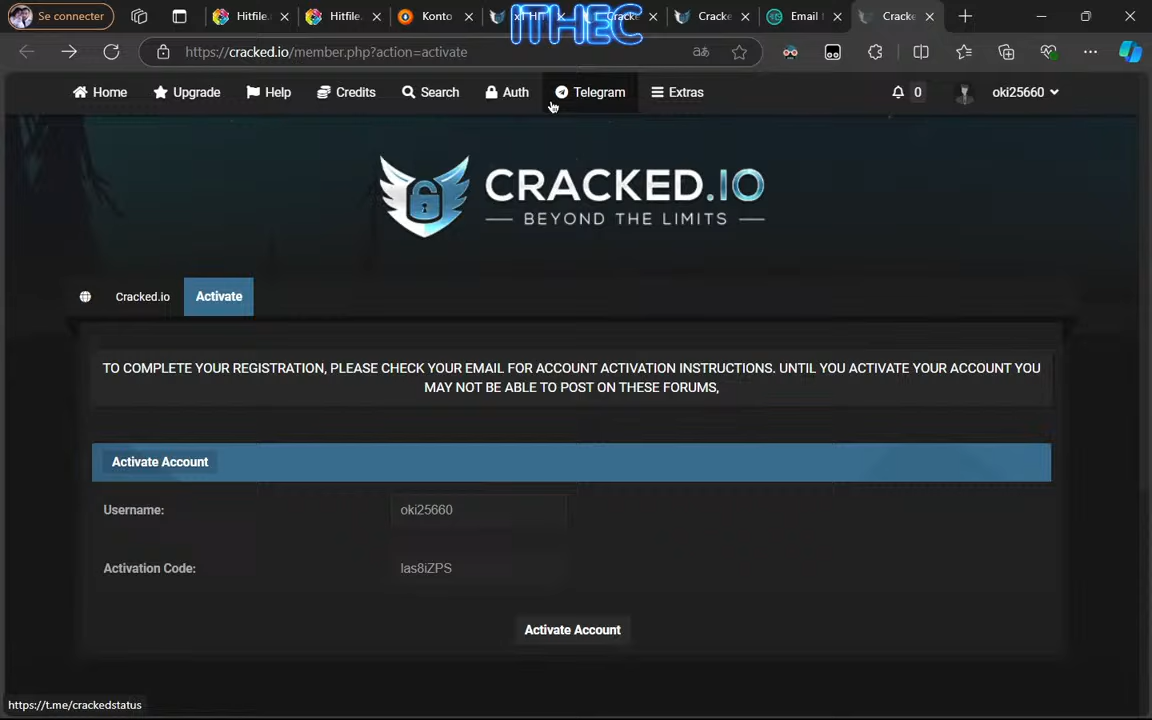 Se connecter
Hitfile.
Hitfile.
Konto
xT HIT
Cracke
Cracke
Email !
Cracke
ITHEC
https://cracked.io/member.php?action=activate
Home
Upgrade
Help
Credits
Search
Auth
Telegram
Extras
0
oki25660
CRACKED.IO
BEYOND THE LIMITS
Cracked.io
Activate
TO COMPLETE YOUR REGISTRATION, PLEASE CHECK YOUR EMAIL FOR ACCOUNT ACTIVATION INSTRUCTIONS. UNTIL YOU ACTIVATE YOUR ACCOUNT YOU
MAY NOT BE ABLE TO POST ON THESE FORUMS,
Activate Account
Username:
oki25660
Activation Code:
las8iZPS
Activate Account
https://t.me/crackedstatus